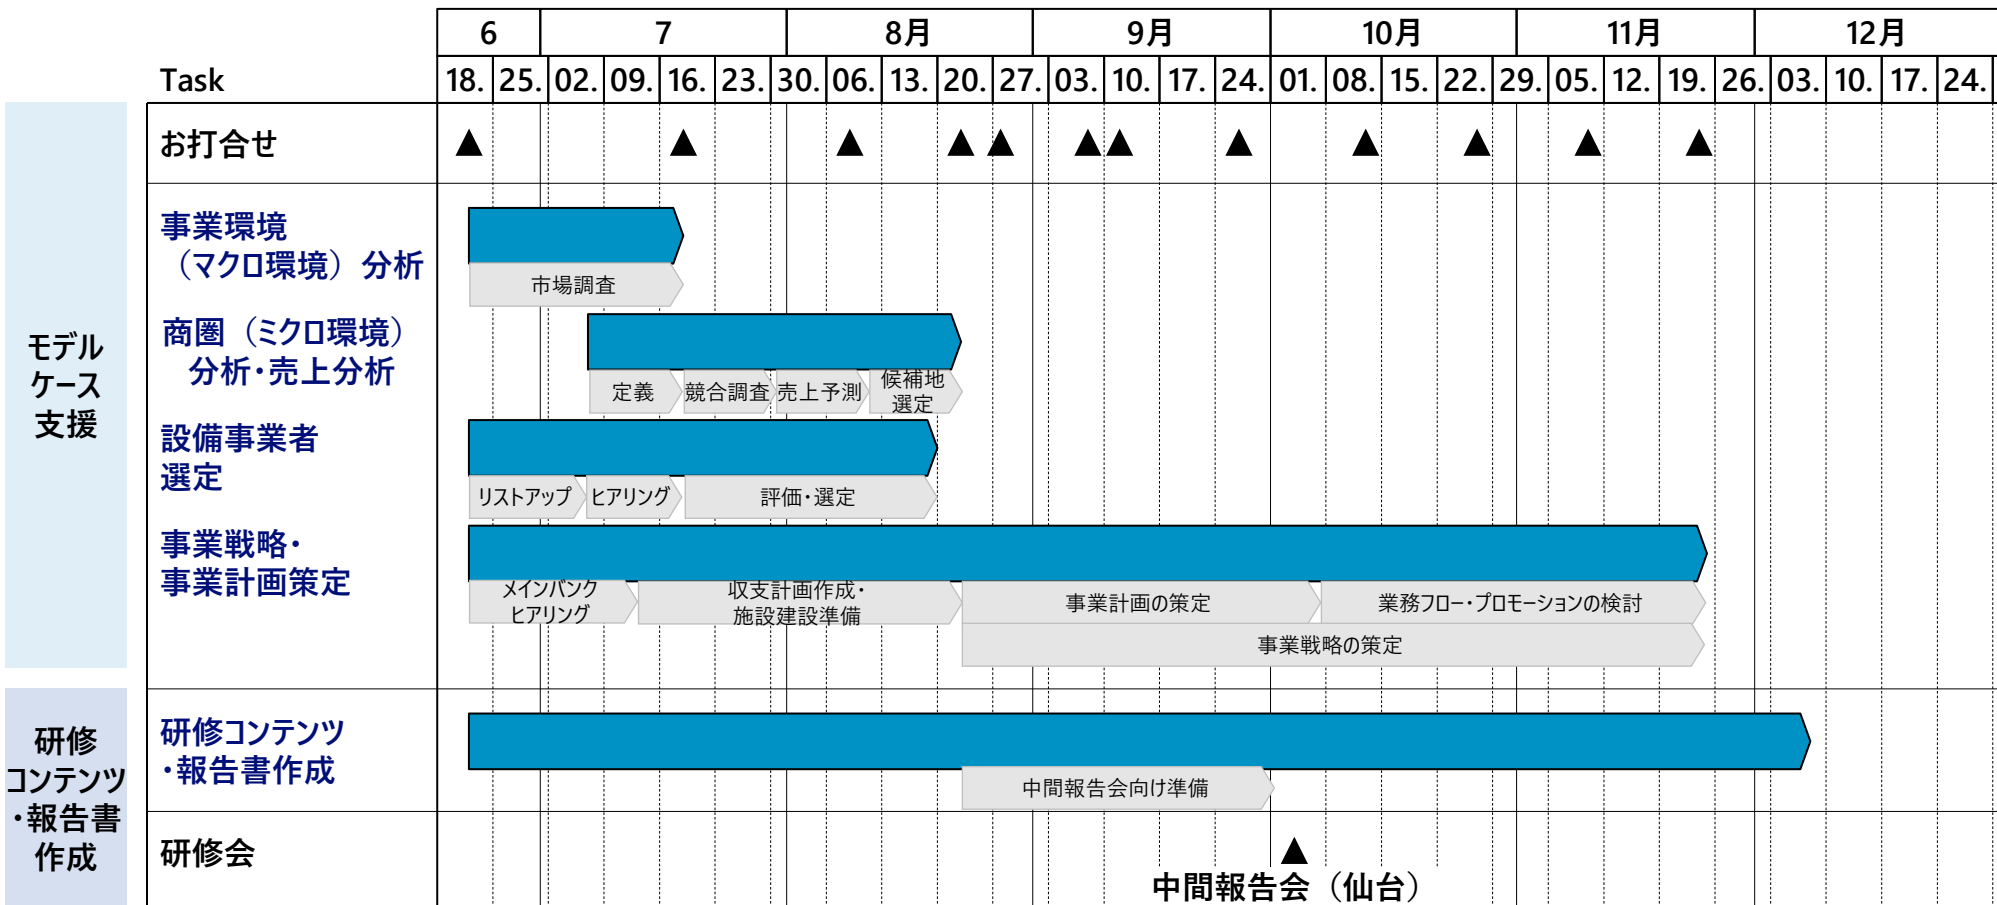 6 7 8月 9月 10月 11月 12月
Task 18. 25. 02. 09. 16. 23. 30. 06. 13. 20. 27. 03. 10. 17. 24. 01. 08. 15. 22. 29. 05. 12. 19. 26. 03. 10. 17. 24.
お打合せ
モデル
ケース
支援
事業環境
（マクロ環境）分析
市場調査
商圏（ミクロ環境）
分析・売上分析
定義 競合調査 売上予測 候補地
選定
設備事業者
選定
リストアップ ヒアリング 評価・選定
事業戦略・
事業計画策定
メインバンク
ヒアリング
収支計画作成・
施設建設準備
事業計画の策定 業務フロー・プロモーションの検討
事業戦略の策定
研修
コンテンツ
・報告書
作成
研修コンテンツ
・報告書作成
中間報告会向け準備
研修会
中間報告会（仙台）